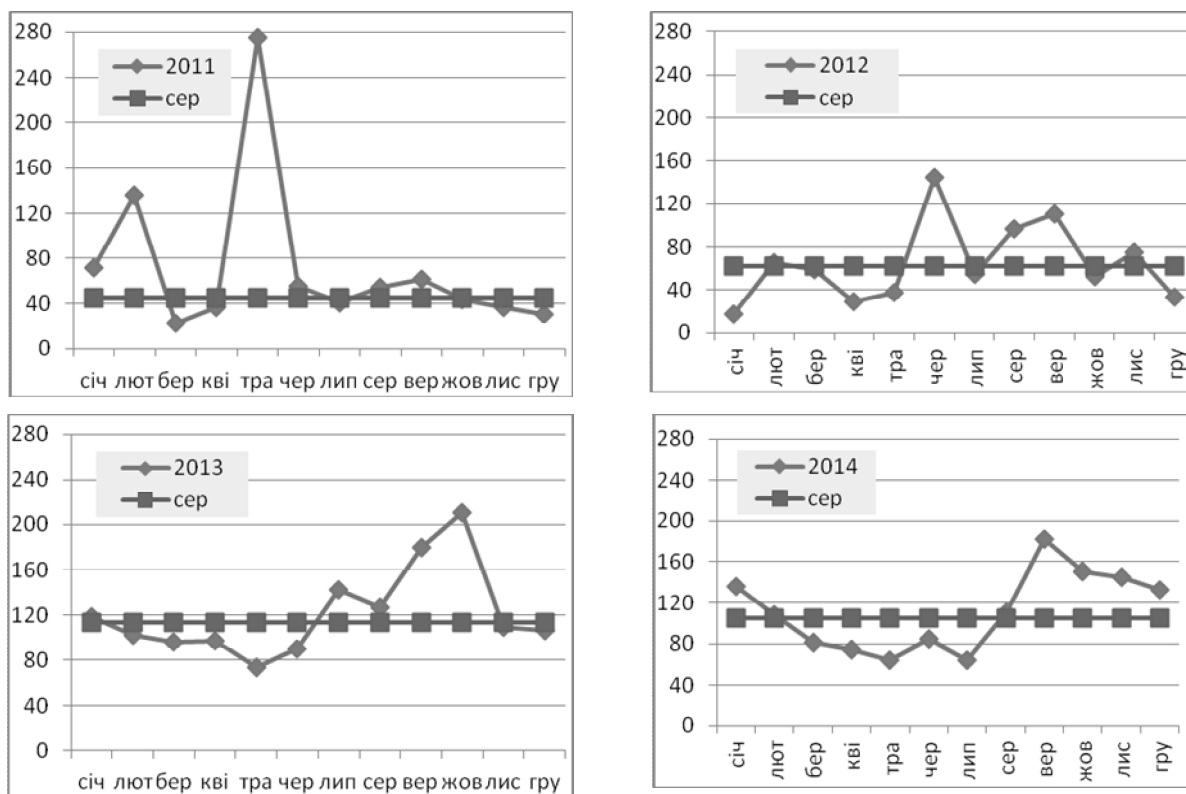 280
240
200
160
120
80
40
0
2011
сер
січ лют бер кві тра чер лип сер вер жов лис гру
280
240
200
160
120
80
40
0
2012
сер
січ
лют
бер
кві
тра
чер
лип
сер
вер
жов
лис
гру
280
240
200
160
120
80
40
0
2013
сер
січ лют бер кві тра чер лип сер вер жов лис гру
280
240
200
160
120
80
40
0
2014
сер
січ
лют
бер
кві
тра
чер
лип
сер
вер
жов
лис
гру